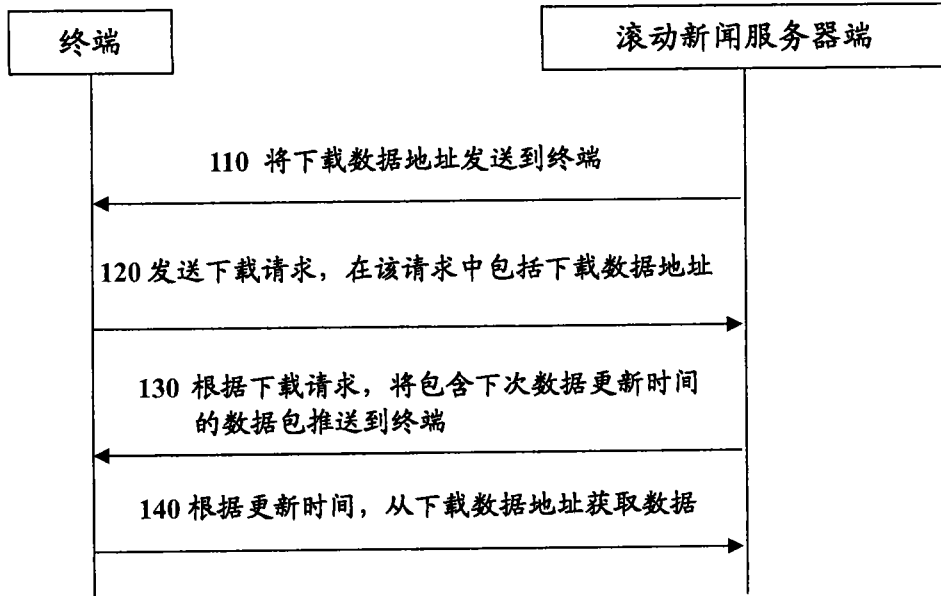 终端
滚动新闻服务器端
110 将下载数据地址发送到终端
120 发送下载请求，在该请求中包括下载数据地址
130 根据下载请求，将包含下次数据更新时间
的数据包推送到终端
140 根据更新时间，从下载数据地址获取数据